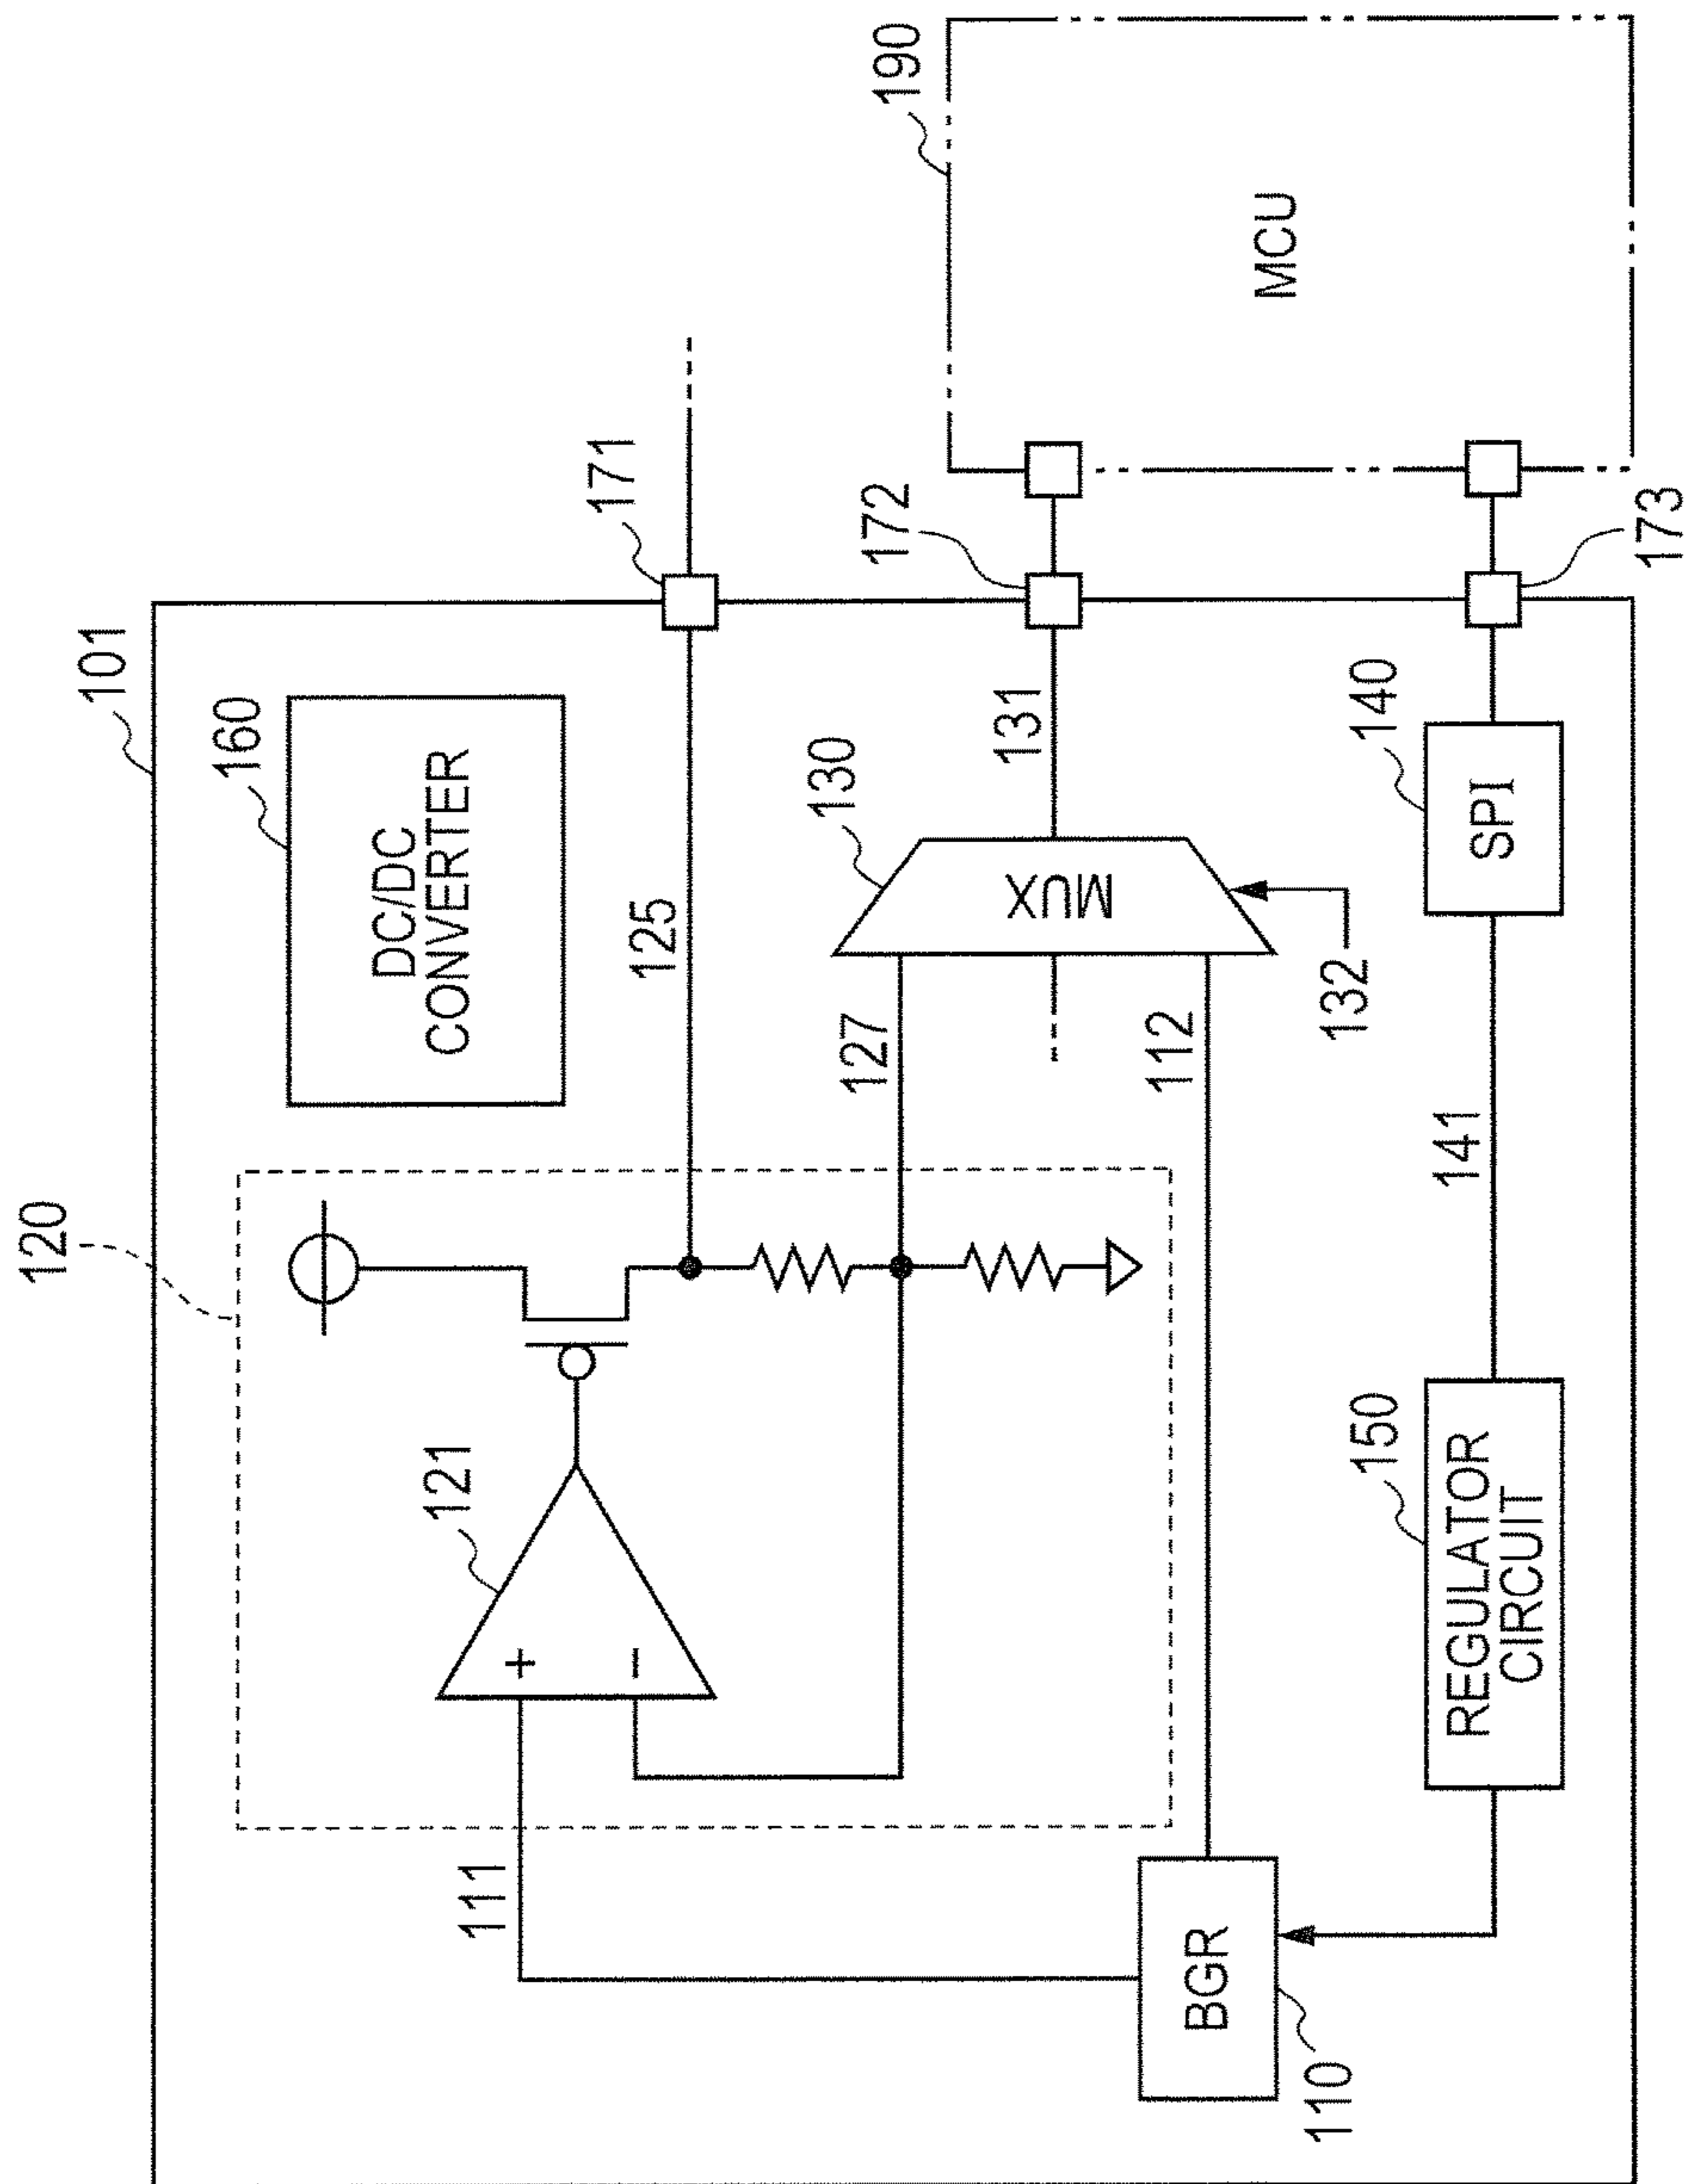 120
101
160
DC/DC
CONVERTER
171
125
121
+
−
111
190
MCU
172
131
130
MUX
127
112
132
173
140
SPI
141
150
REGULATOR
CIRCUIT
BGR
110